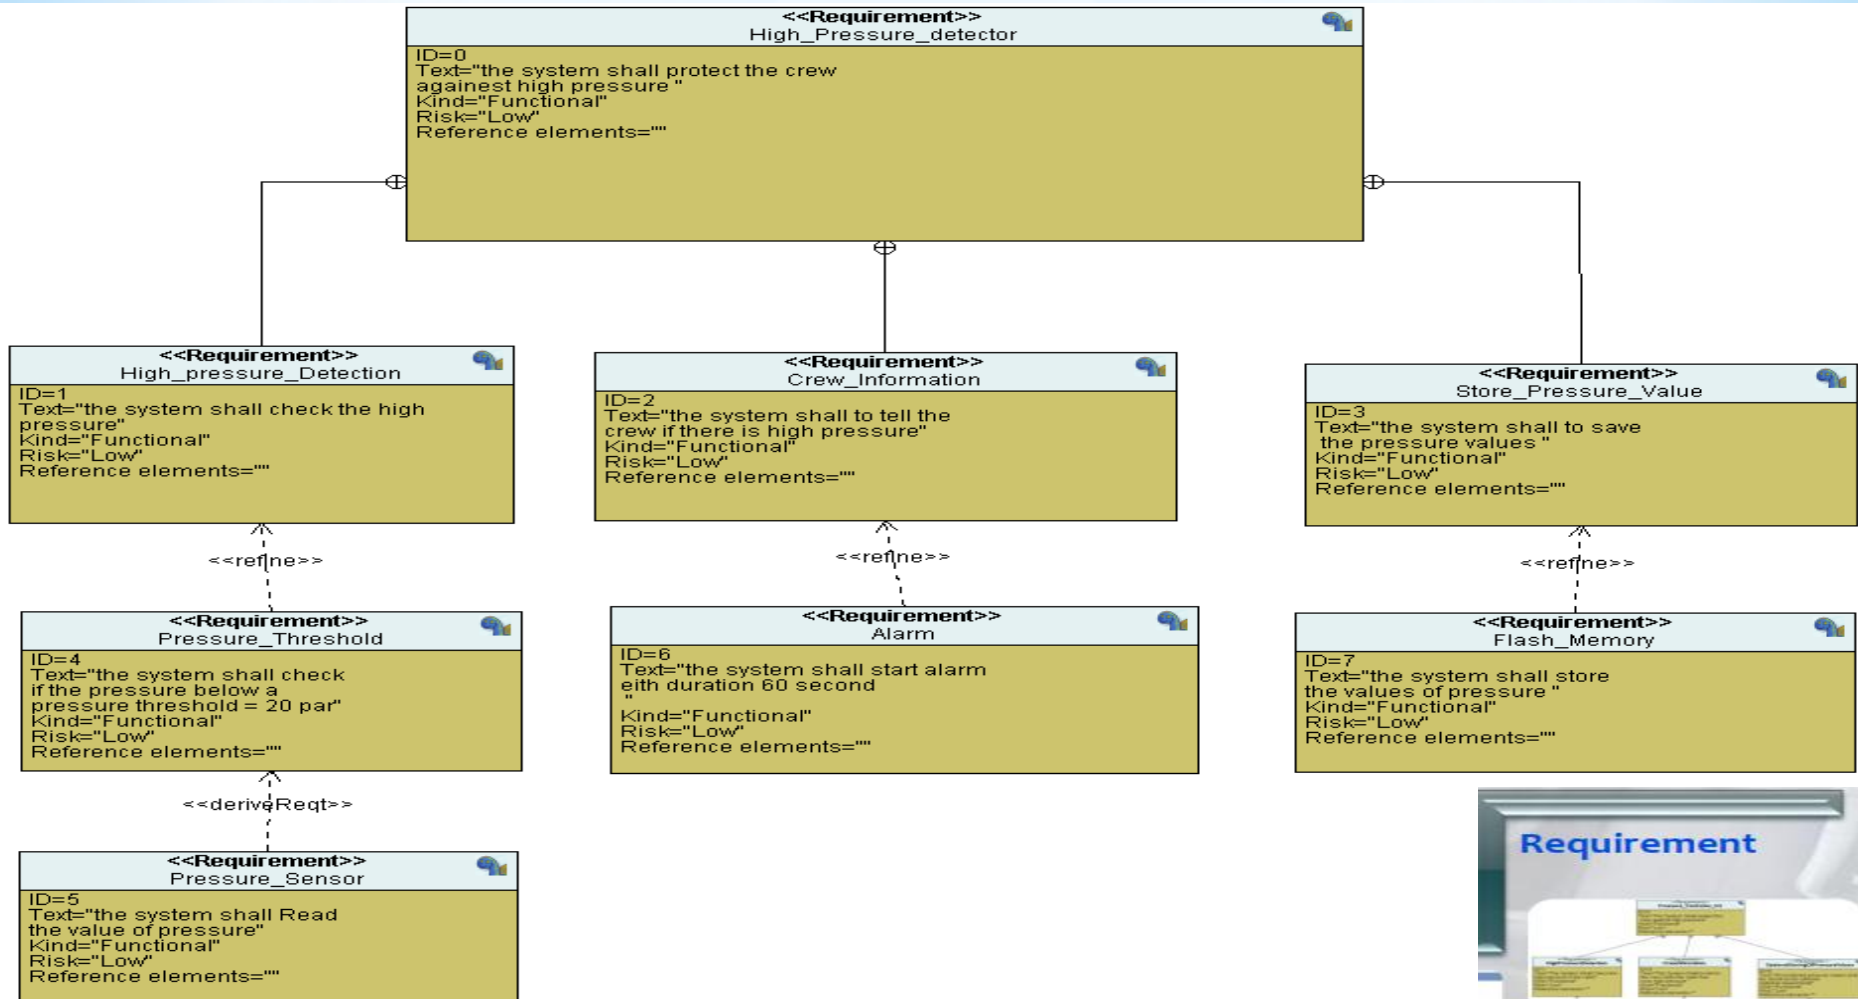 <<Requirement>>
High_Pressure_detector
ID=0
Text="the system shall protect the crew
againest high pressure "
Kind="Functional"
Risk="Low"
Reference elements=""
<<Requirement>>
High_pressure_Detection
ID=1
Text="the system shall check the high
pressure"
Kind="Functional"
Risk="Low"
Reference elements=""
<<Requirement>>
Crew_Information
ID=2
Text="the system shall to tell the
crew if there is high pressure"
Kind="Functional"
Risk="Low"
Reference elements=""
<<Requirement>>
Store_Pressure_Value
ID=3
Text="the system shall to save
the pressure values "
Kind="Functional"
Risk="Low"
Reference elements=""
<<refine>>
<<refine>>
<<refine>>
<<Requirement>>
Pressure_Threshold
ID=4
Text="the system shall check
if the pressure below a
pressure threshold = 20 par"
Kind="Functional"
Risk="Low"
Reference elements=""
<<Requirement>>
Alarm
ID=6
Text="the system shall start alarm
eith duration 60 second
"
Kind="Functional"
Risk="Low"
Reference elements=""
<<Requirement>>
Flash_Memory
ID=7
Text="the system shall store
the values of pressure "
Kind="Functional"
Risk="Low"
Reference elements=""
<<deriveReqt>>
<<Requirement>>
Pressure_Sensor
ID=5
Text="the system shall Read
the value of pressure"
Kind="Functional"
Risk="Low"
Reference elements=""
Requirement